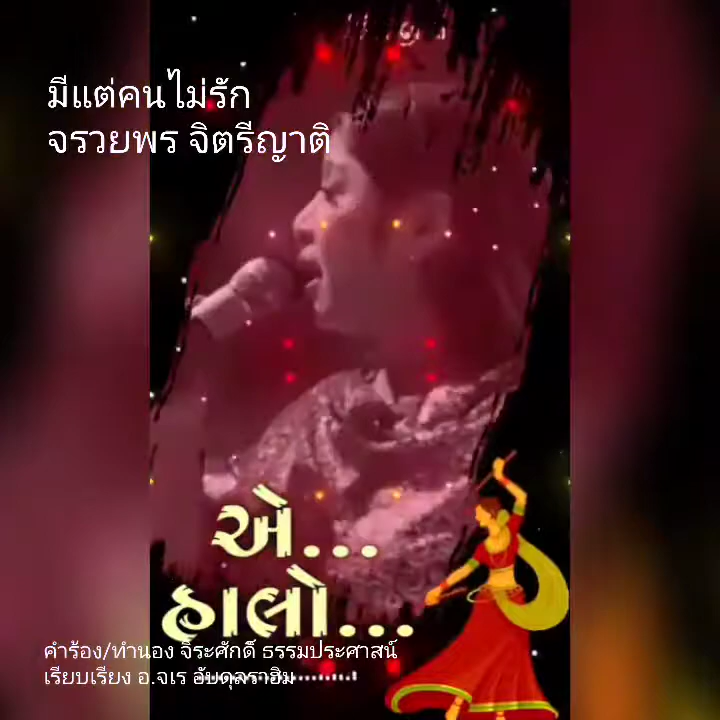 มีแต่คนไม่รัก
จรวยพร จิตรีญาติ
એ...
હાલો...
คำร้อง/ทำนอง จิระศักดิ์ ธรรมประศาสน์
เรียบเรียง อ.จเร อับดุลราฮิม